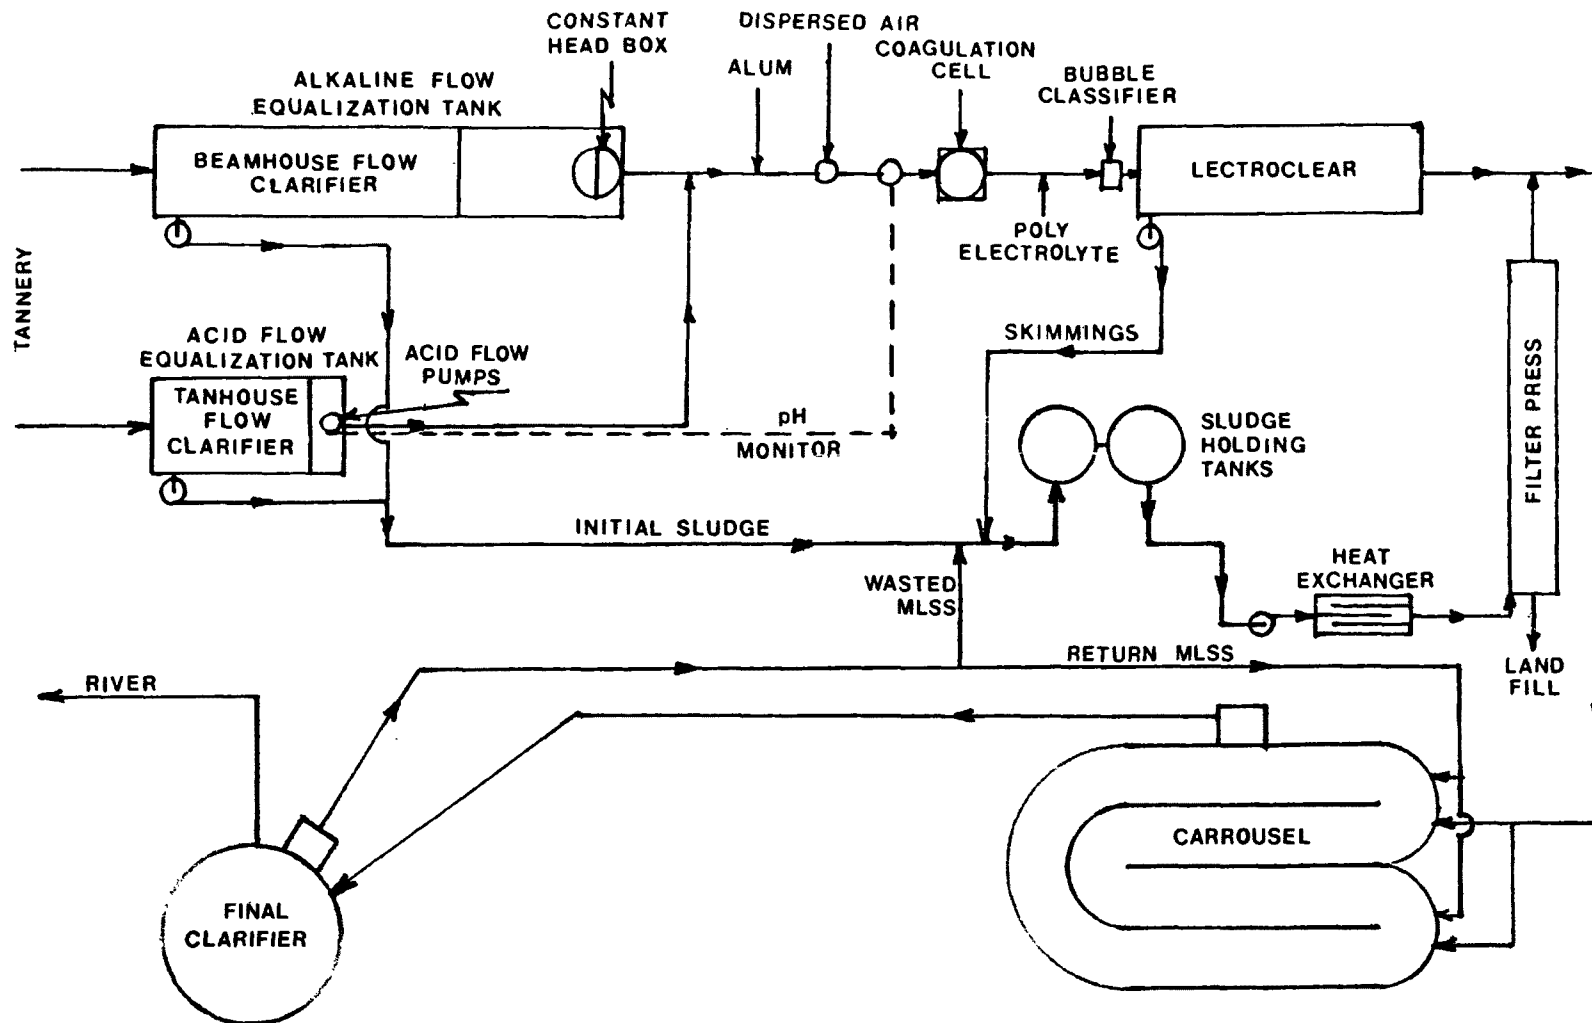 CONSTANT
HEAD BOX
DISPERSED AIR
COAGULATION
CELL
ALUM
BUBBLE
CLASSIFIER
ALKALINE FLOW
EQUALIZATION TANK
BEAMHOUSE FLOW
CLARIFIER
LECTROCLEAR
POLY
ELECTROLYTE
TANNERY
ACID FLOW
EQUALIZATION TANK
ACID FLOW
PUMPS
SKIMMINGS
TANHOUSE
FLOW
CLARIFIER
pH
MONITOR
SLUDGE
HOLDING
TANKS
FILTER PRESS
INITIAL SLUDGE
HEAT
EXCHANGER
WASTED
MLSS
RETURN MLSS
LAND
FILL
RIVER
CARROUSEL
FINAL
CLARIFIER